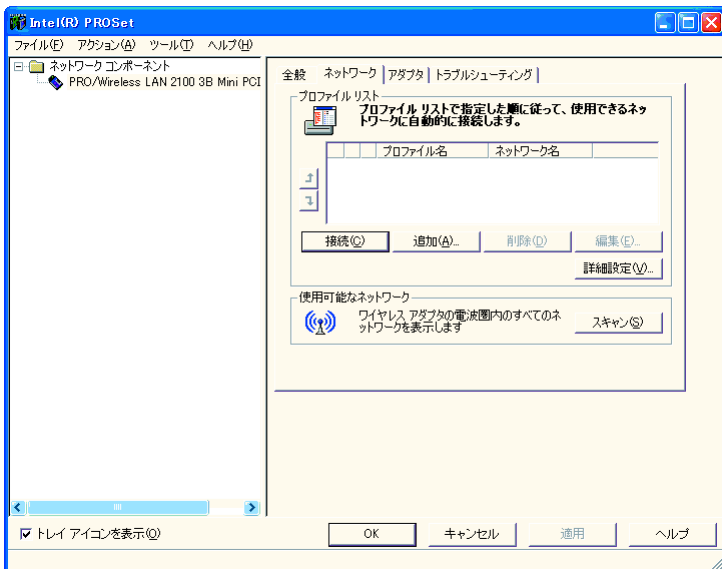 Intel(R) PROSet
ファイル(F) アクション(A) ツール(T) ヘルプ(H)
ネットワーク コンポーネント
PRO/Wireless LAN 2100 3B Mini PCI
全般 ネットワーク アダプタ トラブルシューティング
プロファイル リスト
プロファイル リストで指定した順に従って、使用できるネッ
トワークに自動的に接続します。
プロファイル名 ネットワーク名
接続(C) 追加(A)... 削除(D) 編集(E)...
詳細設定(V)...
使用可能なネットワーク
ワイヤレス アダプタの電波圏内のすべてのネ
ットワークを表示します
スキャン(S)
トレイ アイコンを表示(O)
OK キャンセル 適用 ヘルプ